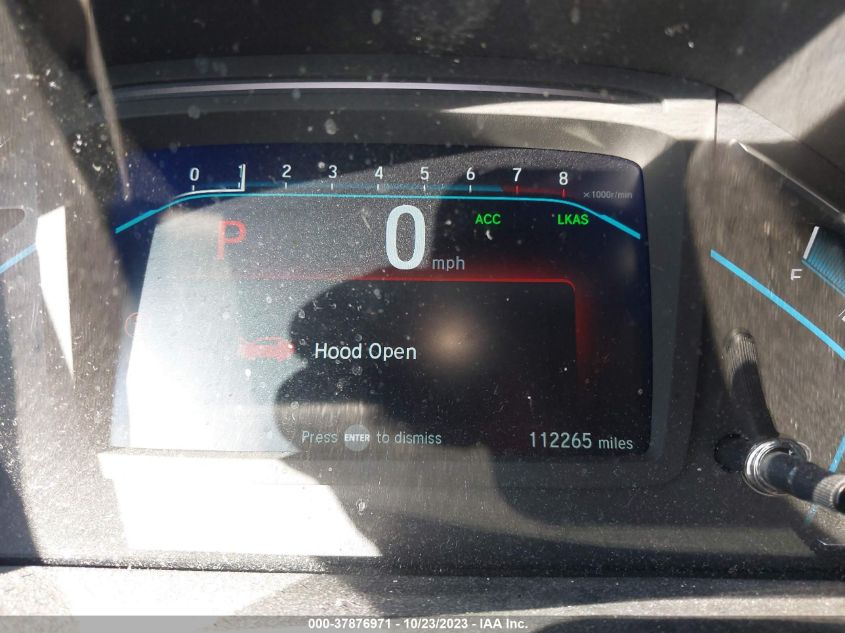 0 1 2 3 4 5 6 7 8
×1000r/min
P 0 mph ACC LKAS
F
Hood Open
Press ENTER to dismiss 112265 miles
000-37876971 - 10/23/2023 - IAA Inc.